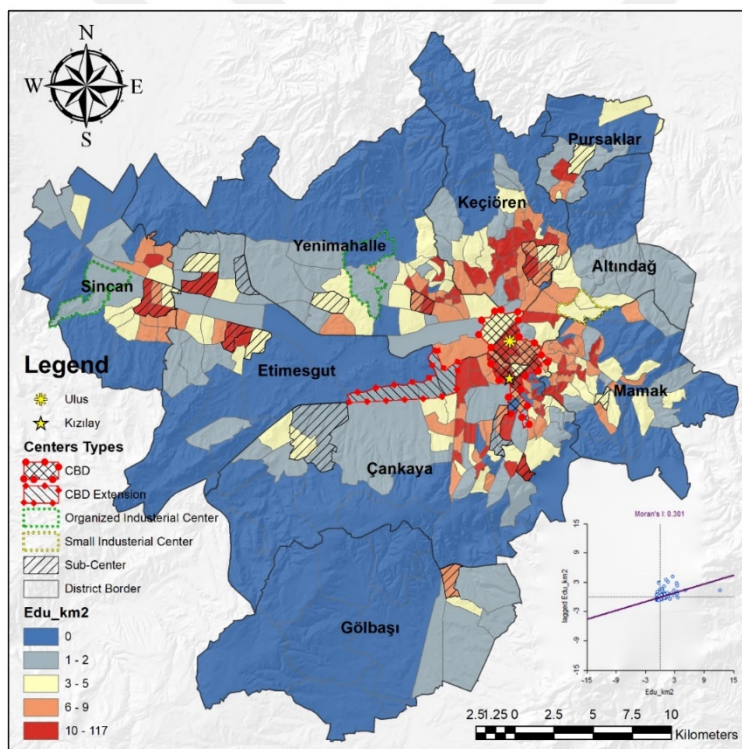 N
W E
S
Pursaklar
Keçiören
Yenimahalle
Altındağ
Sincan
Etimesgut
Mamak
Çankaya
Gölbaşı
Legend
Ulus
Kızılay
Centers Types
CBD
CBD Extension
Organized Industerial Center
Small Industerial Center
Sub-Center
District Border
Edu_km2
0
1 - 2
3 - 5
6 - 9
10 - 117
Moran's I: 0.301
lagged Edu_km2
15
9
3
-3
-9
-15
-15 -9 -3 3 9 15
Edu_km2
2.51.25 0 2.5 5 7.5 10
Kilometers